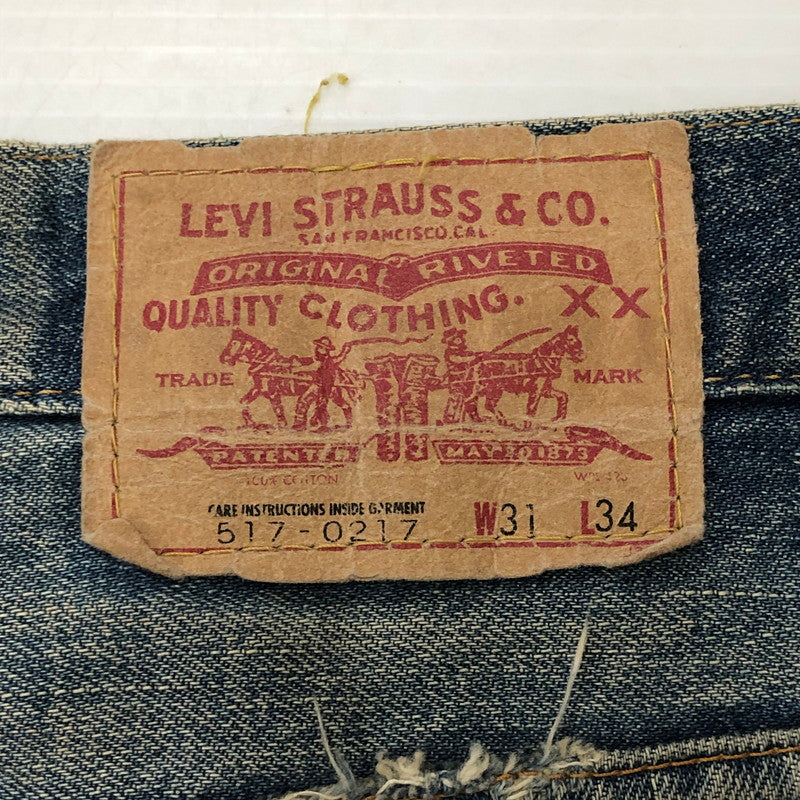 LEVI STRAUSS & CO.
SAN FRANCISCO, CAL.
ORIGINAL RIVETED
QUALITY CLOTHING. XX
TRADE MARK
PATENTED MAY 20 1873
100% COTTON
CARE INSTRUCTIONS INSIDE GARMENT
517-0217 W31 L34